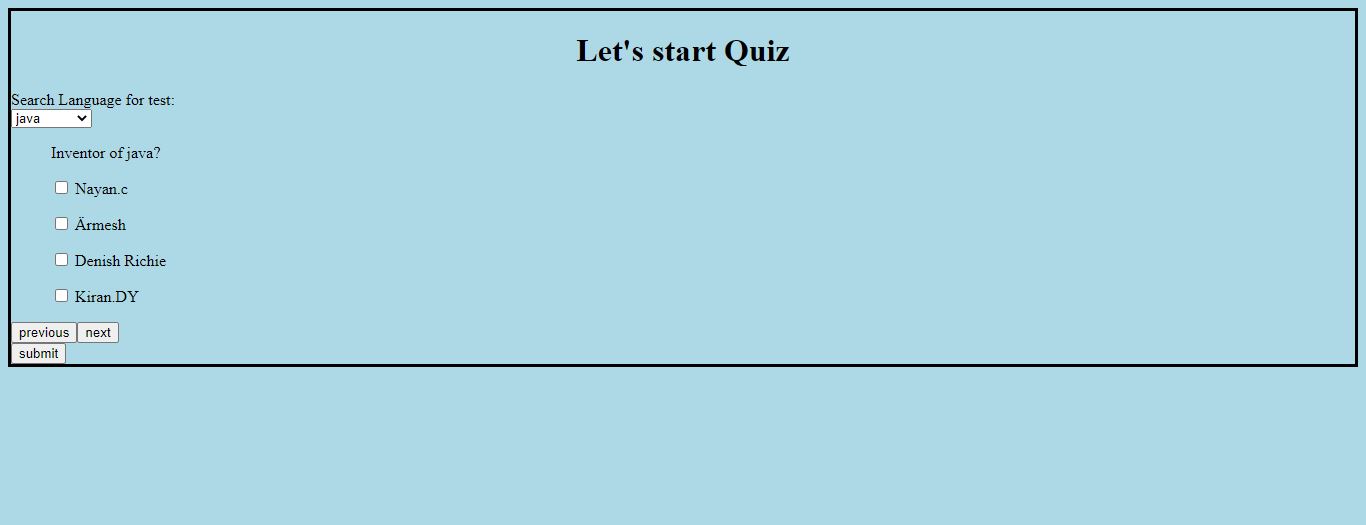 Let's start Quiz
Search Language for test:
java
Inventor of java?
Nayan.c
Ärmesh
Denish Richie
Kiran.DY
previous next
submit